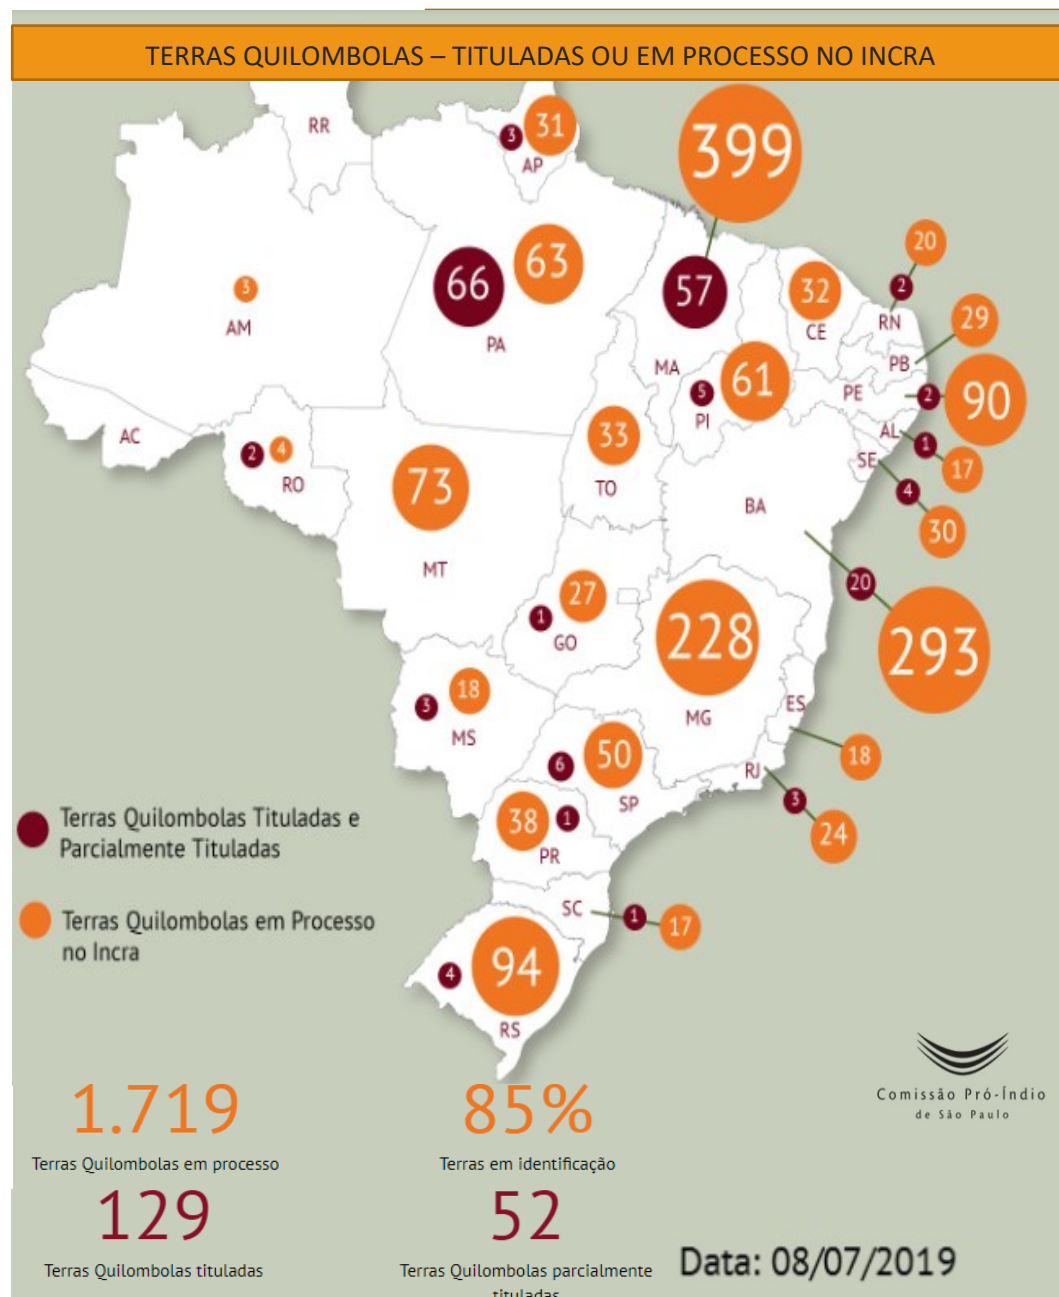 TERRAS QUILOMBOLAS – TITULADAS OU EM PROCESSO NO INCRA
RR
3
31
AP
399
20
2
RN
66
63
PA
57
MA
32
CE
3
AM
29
PB
5
61
PI
PE
2
90
AL
1
17
SE
4
30
AC
2
4
RO
73
MT
33
TO
BA
20
293
1
27
GO
228
MG
ES
18
3
18
MS
6
50
SP
RJ
3
24
38
1
PR
SC
1
17
4
94
RS
Terras Quilombolas Tituladas e
Parcialmente Tituladas
Terras Quilombolas em Processo
no Incra
Comissão Pró-Índio
de São Paulo
1.719
Terras Quilombolas em processo
85%
Terras em identificação
129
Terras Quilombolas tituladas
52
Terras Quilombolas parcialmente
tituladas
Data: 08/07/2019